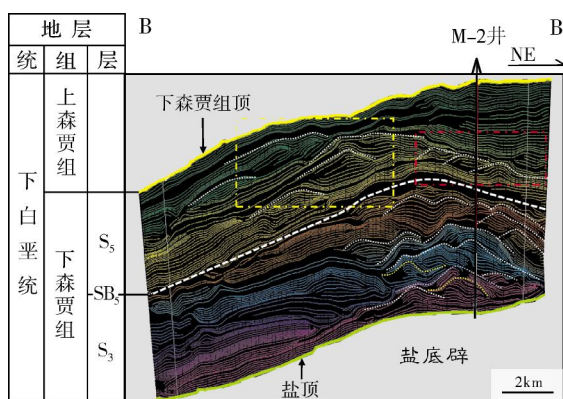 地层
统 组 层
下白垩统
上森贾组
下森贾组
S5
SB5
S3
B
B
M-2井
NE
下森贾组顶
盐底辟
盐顶
2km